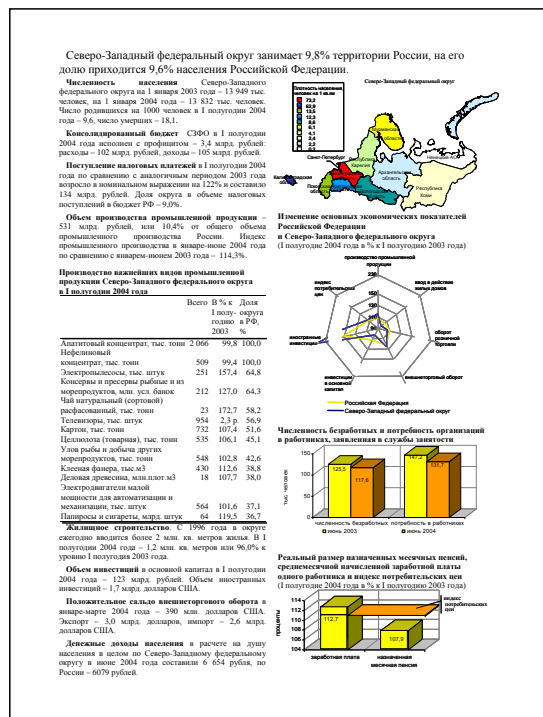 Северо-Западный федеральный округ занимает 9,8% территории России, на его
долю приходится 9,6% населения Российской Федерации.
Численность населения Северо-Западного
федерального округа на 1 января 2003 года – 13 949 тыс.
человек, на 1 января 2004 года – 13 832 тыс. человек.
Число родившихся на 1000 человек в I полугодии 2004
года – 9,6, число умерших – 18,1.
Консолидированный бюджет СЗФО в I полугодии
2004 года исполнен с профицитом – 3,4 млрд. рублей:
расходы – 102 млрд. рублей, доходы – 105 млрд. рублей.
Поступление налоговых платежей в I полугодии 2004
года по сравнению с аналогичным периодом 2003 года
возросло в номинальном выражении на 122% и составило
134 млрд. рублей. Доля округа в объеме налоговых
поступлений в бюджет РФ – 9,0%.
Объем производства промышленной продукции –
531 млрд. рублей, или 10,4% от общего объема
промышленного производства России. Индекс
промышленного производства в январе-июне 2004 года
по сравнению с январем-июнем 2003 года – 114,3%.
Производство важнейших видов промышленной
продукции Северо-Западного федерального округа
в I полугодии 2004 года
Всего В % к Доля
I полу- округа
годию в РФ,
2003 %
Апатитовый концентрат, тыс. тонн 2 066 99,8 100,0
Нефелиновый
концентрат, тыс. тонн 509 99,4 100,0
Электропылесосы, тыс. штук 251 157,4 64,8
Консервы и пресервы рыбные и из
морепродуктов, млн. усл. банок 212 127,0 64,3
Чай натуральный (сортовой)
расфасованный, тыс. тонн 23 172,7 58,2
Телевизоры, тыс. штук 954 2,3 р. 56,9
Картон, тыс. тонн 732 107,4 51,6
Целлюлоза (товарная), тыс. тонн 535 106,1 45,1
Улов рыбы и добыча других
морепродуктов, тыс. тонн 548 102,8 42,6
Клееная фанера, тыс.м3 430 112,6 38,8
Деловая древесина, млн.плот.м3 18 107,7 38,0
Электродвигатели малой
мощности для автоматизации и
механизации, тыс. штук 564 101,6 37,1
Папиросы и сигареты, млрд. штук 64 119,5 36,7
Жилищное строительство. С 1996 года в округе
ежегодно вводится более 2 млн. кв. метров жилья. В I
полугодии 2004 года – 1,2 млн. кв. метров или 96,0% к
уровню I полугодия 2003 года.
Объем инвестиций в основной капитал в I полугодии
2004 года – 123 млрд. рублей. Объем иностранных
инвестиций – 1,7 млрд. долларов США.
Положительное сальдо внешнеторгового оборота в
январе-марте 2004 года – 390 млн. долларов США.
Экспорт – 3,0 млрд. долларов, импорт – 2,6 млрд.
долларов США.
Денежные доходы населения в расчете на душу
населения в целом по Северо-Западному федеральному
округу в июне 2004 года составили 6 654 рубля, по
России – 6079 рублей.
Северо-Западный федеральный округ
Плотность населения,
человек на 1 кв.км
Мурманская область
Санкт-Петербург
Республика Карелия
Ненецкий АО
Архангельская область
Республика Коми
Изменение основных экономических показателей
Российской Федерации
и Северо-Западного федерального округа
(I полугодие 2004 года в % к I полугодию 2003 года)
производство промышленной
продукции
ввод в действие
жилых домов
оборот
розничной
торговли
внешнеторговый оборот
инвестиции
в основной
капитал
иностранные
инвестиции
индекс
потребительских
цен
230
150
130
110
90
Российская Федерация
Северо-Западный федеральный округ
Численность безработных и потребность организаций
в работниках, заявленная в службы занятости
тыс человек
150
100
50
0
125,5
117,6
147,2
131,7
численность безработных потребность в работниках
июнь 2003 июнь 2004
Реальный размер назначенных месячных пенсий,
среднемесячной начисленной заработной платы
одного работника и индекс потребительских цен
(I полугодие 2004 года в % к I полугодию 2003 года)
проценты
114
112
110
108
106
104
112,7
107,9
индекс
потребительских
цен
заработная плата
назначенная
месячная пенсия